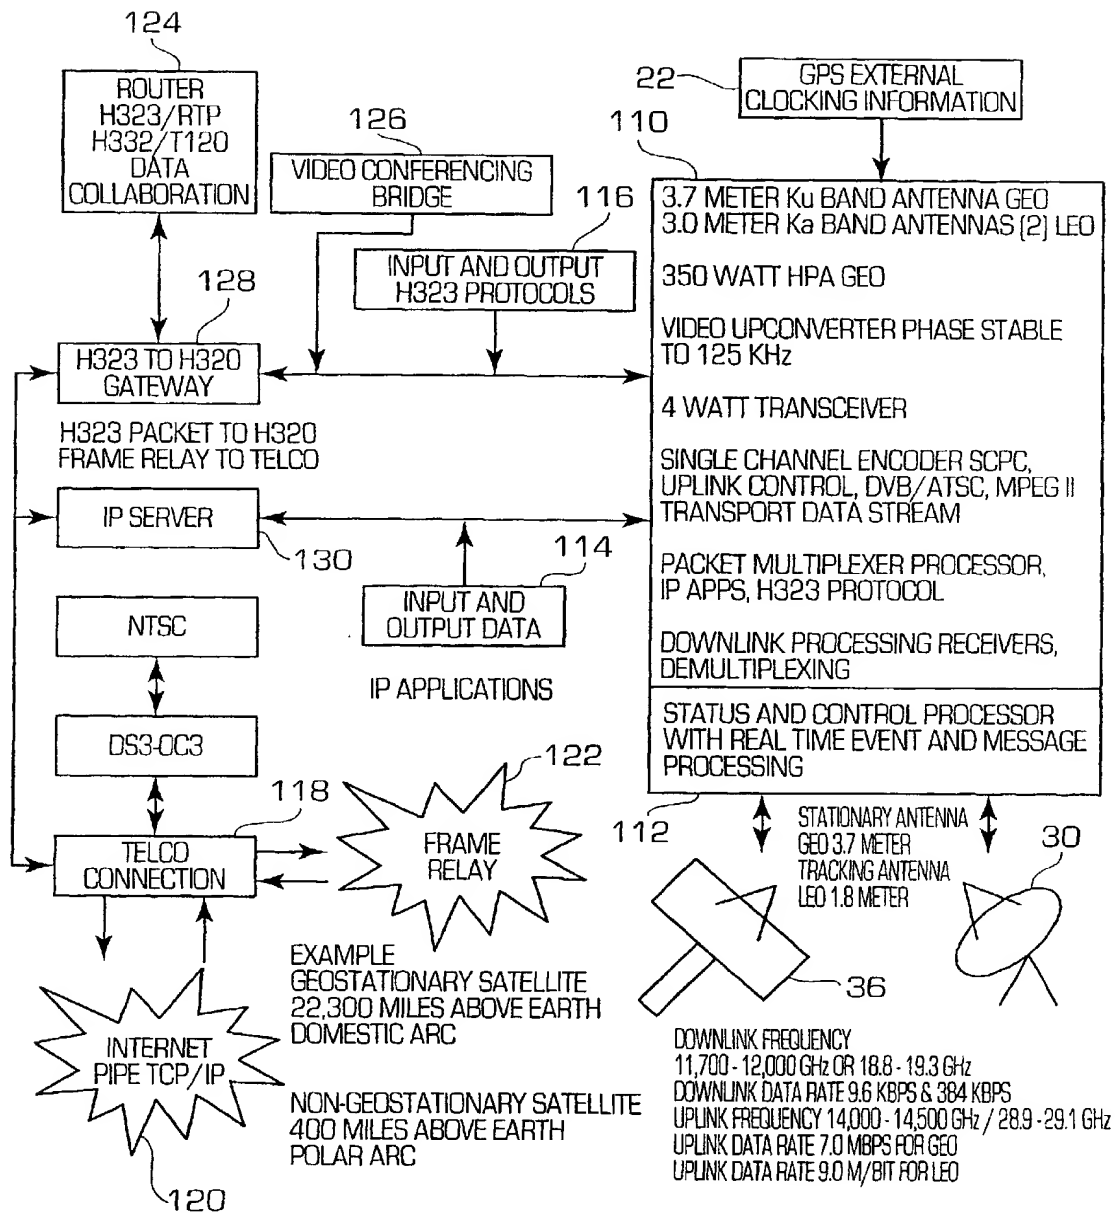 124
ROUTER
H323/RTP
H332/T120
DATA
COLLABORATION
126
VIDEO CONFERENCING
BRIDGE
116
INPUT AND OUTPUT
H323 PROTOCOLS
22
GPS EXTERNAL
CLOCKING INFORMATION
110
3.7 METER Ku BAND ANTENNA GEO
3.0 METER Ka BAND ANTENNAS (2) LEO
350 WATT HPA GEO
VIDEO UPCONVERTER PHASE STABLE
TO 125 KHz
4 WATT TRANSCEIVER
SINGLE CHANNEL ENCODER SCPC,
UPLINK CONTROL, DVB/ATSC, MPEG II
TRANSPORT DATA STREAM
PACKET MULTIPLEXER PROCESSOR,
IP APPS, H323 PROTOCOL
DOWNLINK PROCESSING RECEIVERS,
DEMULTIPLEXING
STATUS AND CONTROL PROCESSOR
WITH REAL TIME EVENT AND MESSAGE
PROCESSING
112
128
H323 TO H320
GATEWAY
H323 PACKET TO H320
FRAME RELAY TO TELCO
IP SERVER
130
114
INPUT AND
OUTPUT DATA
IP APPLICATIONS
NTSC
DS3-OC3
118
TELCO
CONNECTION
122
FRAME
RELAY
INTERNET
PIPE TCP/IP
120
EXAMPLE
GEOSTATIONARY SATELLITE
22,300 MILES ABOVE EARTH
DOMESTIC ARC
NON-GEOSTATIONARY SATELLITE
400 MILES ABOVE EARTH
POLAR ARC
STATIONARY ANTENNA
GEO 3.7 METER
TRACKING ANTENNA
LEO 1.8 METER
30
36
DOWNLINK FREQUENCY
11,700 - 12,000 GHz OR 18.8 - 19.3 GHz
DOWNLINK DATA RATE 9.6 KBPS & 384 KBPS
UPLINK FREQUENCY 14,000 - 14,500 GHz / 28.9 - 29.1 GHz
UPLINK DATA RATE 7.0 MBPS FOR GEO
UPLINK DATA RATE 9.0 M/BIT FOR LEO